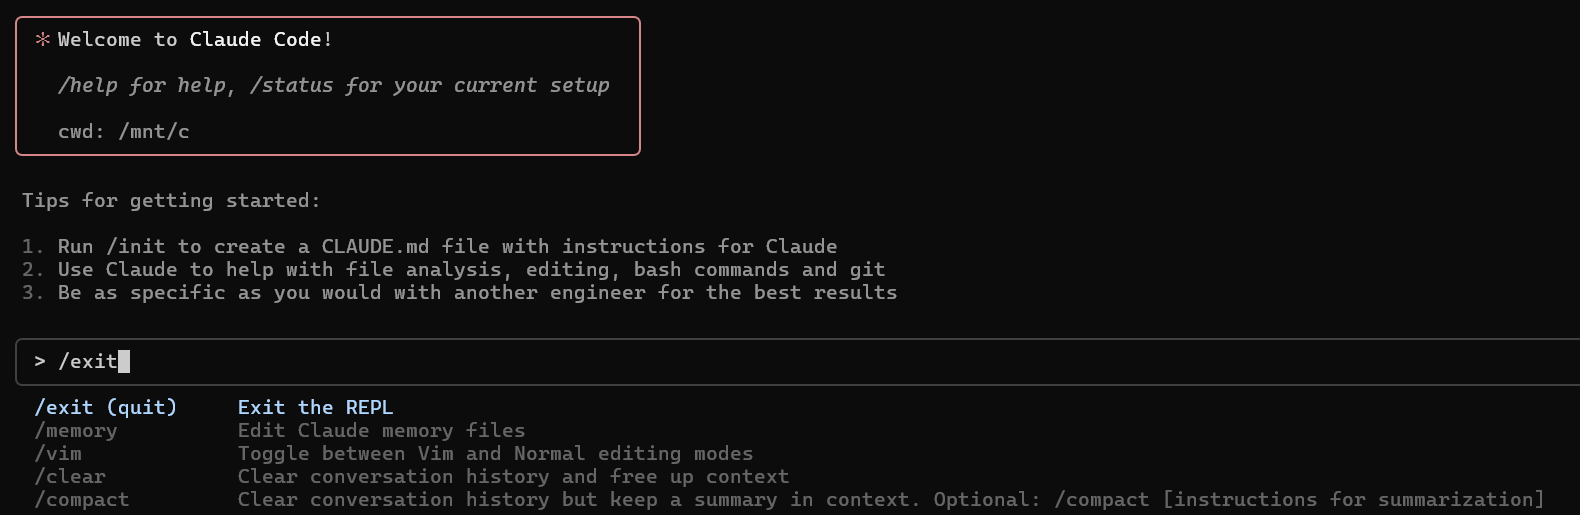 * Welcome to Claude Code!
/help for help, /status for your current setup
cwd: /mnt/c
Tips for getting started:
1. Run /init to create a CLAUDE.md file with instructions for Claude
2. Use Claude to help with file analysis, editing, bash commands and git
3. Be as specific as you would with another engineer for the best results
> /exit
/exit (quit) Exit the REPL
/memory Edit Claude memory files
/vim Toggle between Vim and Normal editing modes
/clear Clear conversation history and free up context
/compact Clear conversation history but keep a summary in context. Optional: /compact [instructions for summarization]